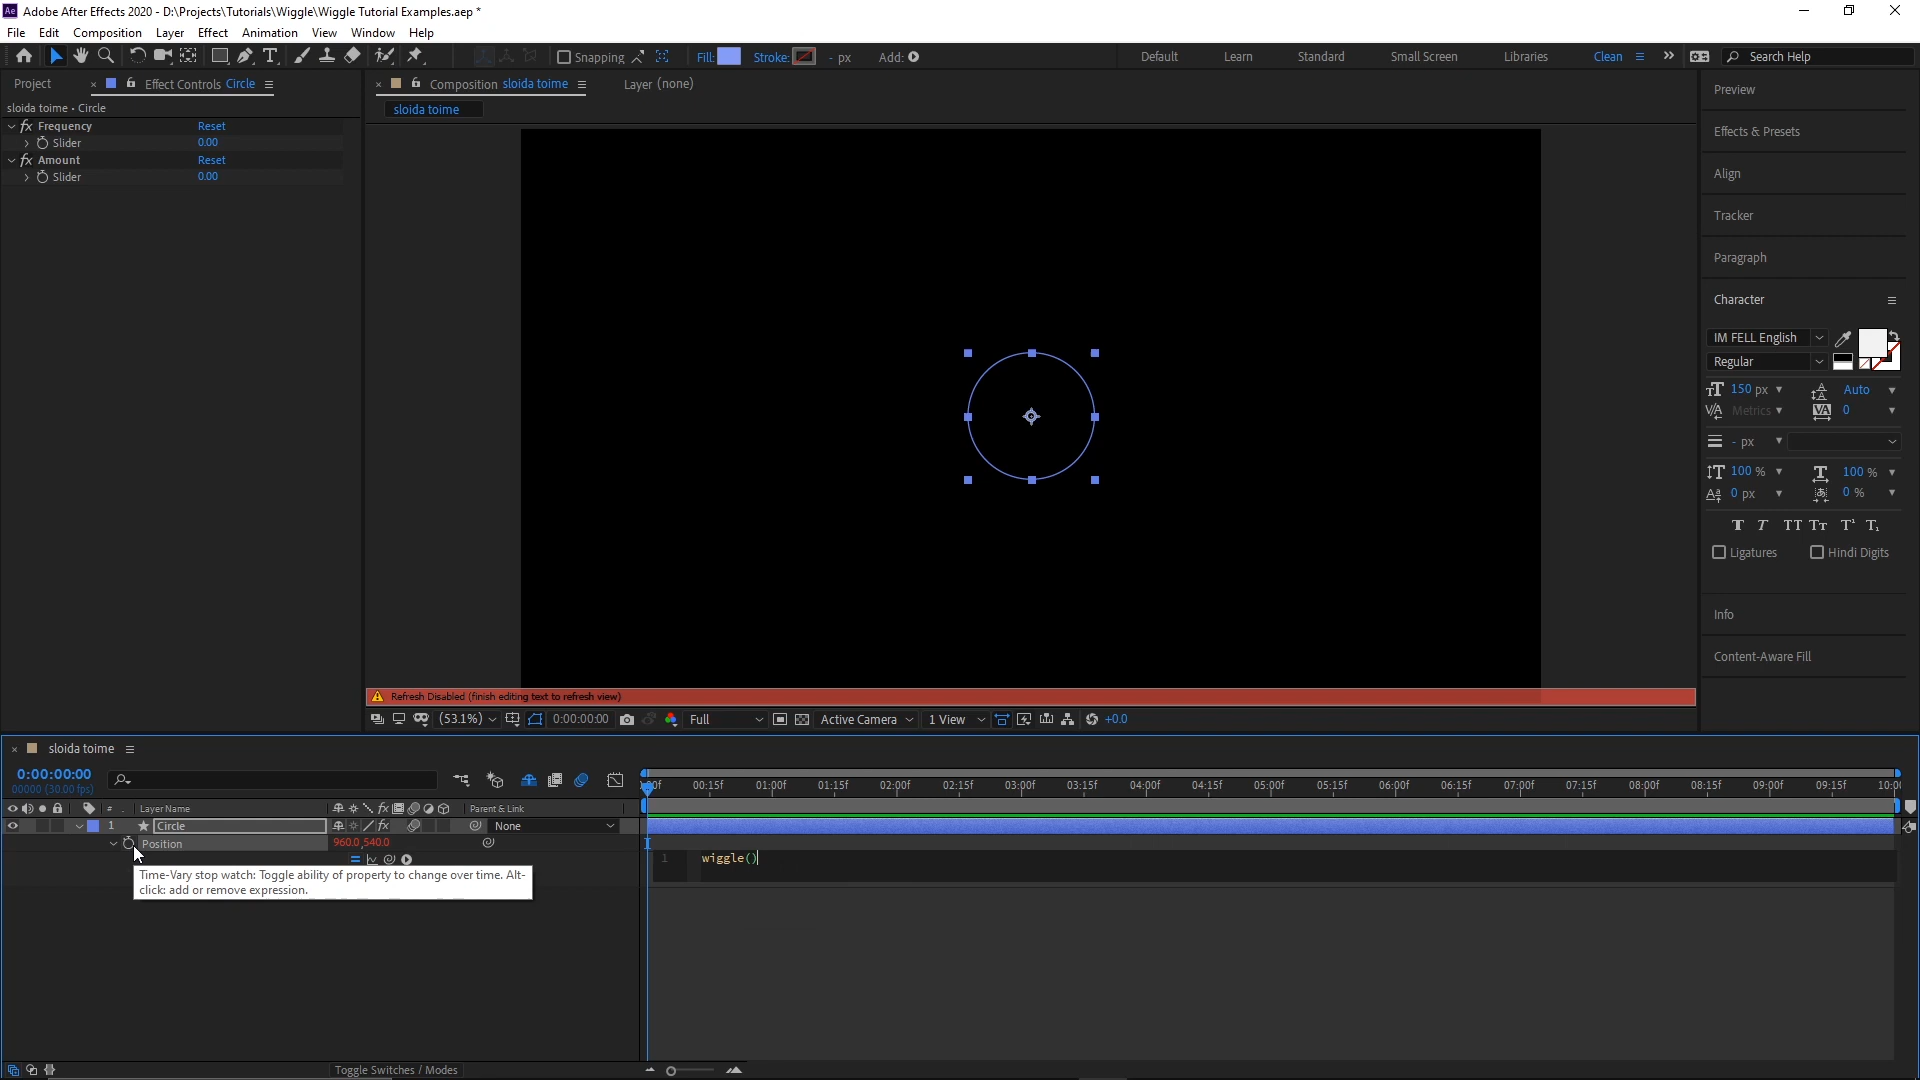 Ae Adobe After Effects 2020 - D:\Projects\Tutorials\Wiggle\Wiggle Tutorial Examples.aep *
File Edit Composition Layer Effect Animation View Window Help
Snapping Fill: Stroke: - px Add: Default Learn Standard Small Screen Libraries Clean Search Help
Project Effect Controls Circle
sloida toime • Circle
fx Frequency Reset
Slider 0.00
fx Amount Reset
Slider 0.00
Composition sloida toime Layer (none)
sloida toime
Preview
Effects & Presets
Align
Tracker
Paragraph
Character
IM FELL English
Regular
150 px Auto
Metrics 0
- px
100 % 100 %
0 px 0 %
Ligatures Hindi Digits
Info
Content-Aware Fill
Refresh Disabled (finish editing text to refresh view)
(53.1%) 0:00:00:00 Full Active Camera 1 View +0.0
sloida toime
0:00:00:00
00000 (30.00 fps)
00:15f 01:00f 01:15f 02:00f 02:15f 03:00f 03:15f 04:00f 04:15f 05:00f 05:15f 06:00f 06:15f 07:00f 07:15f 08:00f 08:15f 09:00f 09:15f 10:00
# Layer Name Parent & Link
1 Circle None
Position 960.0,540.0
1 wiggle()
Time-Vary stop watch: Toggle ability of property to change over time. Alt-
click: add or remove expression.
Toggle Switches / Modes